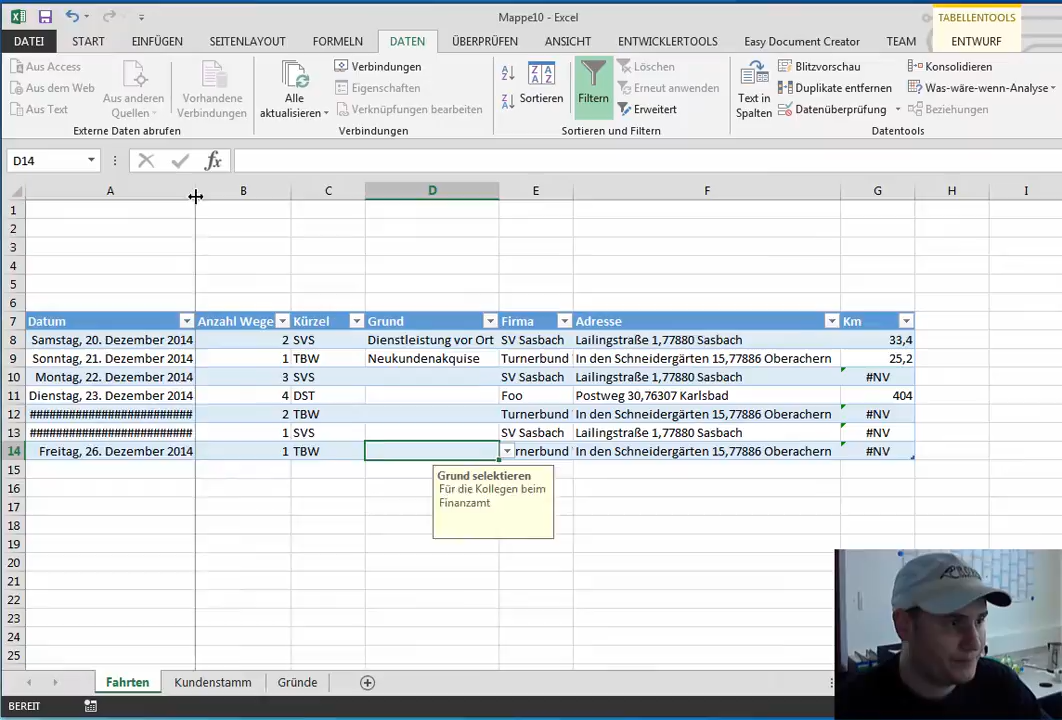 Mappe10 - Excel
TABELLENTOOLS
DATEI START EINFÜGEN SEITENLAYOUT FORMELN DATEN ÜBERPRÜFEN ANSICHT ENTWICKLERTOOLS Easy Document Creator TEAM ENTWURF
Aus Access
Aus dem Web
Aus Text
Aus anderen Quellen
Vorhandene Verbindungen
Externe Daten abrufen
Alle aktualisieren
Verbindungen
Eigenschaften
Verknüpfungen bearbeiten
Verbindungen
Sortieren
Filtern
Löschen
Erneut anwenden
Erweitert
Sortieren und Filtern
Text in Spalten
Blitzvorschau
Duplikate entfernen
Datenüberprüfung
Konsolidieren
Was-wäre-wenn-Analyse
Beziehungen
Datentools
D14 fx
A B C D E F G H I
1
2
3
4
5
6
7 Datum Anzahl Wege Kürzel Grund Firma Adresse Km
8 Samstag, 20. Dezember 2014 2 SVS Dienstleistung vor Ort SV Sasbach Lailingstraße 1,77880 Sasbach 33,4
9 Sonntag, 21. Dezember 2014 1 TBW Neukundenakquise Turnerbund In den Schneidergärten 15,77886 Oberachern 25,2
10 Montag, 22. Dezember 2014 3 SVS SV Sasbach Lailingstraße 1,77880 Sasbach #NV
11 Dienstag, 23. Dezember 2014 4 DST Foo Postweg 30,76307 Karlsbad 404
12 ######################### 2 TBW Turnerbund In den Schneidergärten 15,77886 Oberachern #NV
13 ######################### 1 SVS SV Sasbach Lailingstraße 1,77880 Sasbach #NV
14 Freitag, 26. Dezember 2014 1 TBW rnerbund In den Schneidergärten 15,77886 Oberachern #NV
15
16
17
18
19
20
21
22
23
24
25
Grund selektieren
Für die Kollegen beim
Finanzamt
Fahrten Kundenstamm Gründe
BEREIT